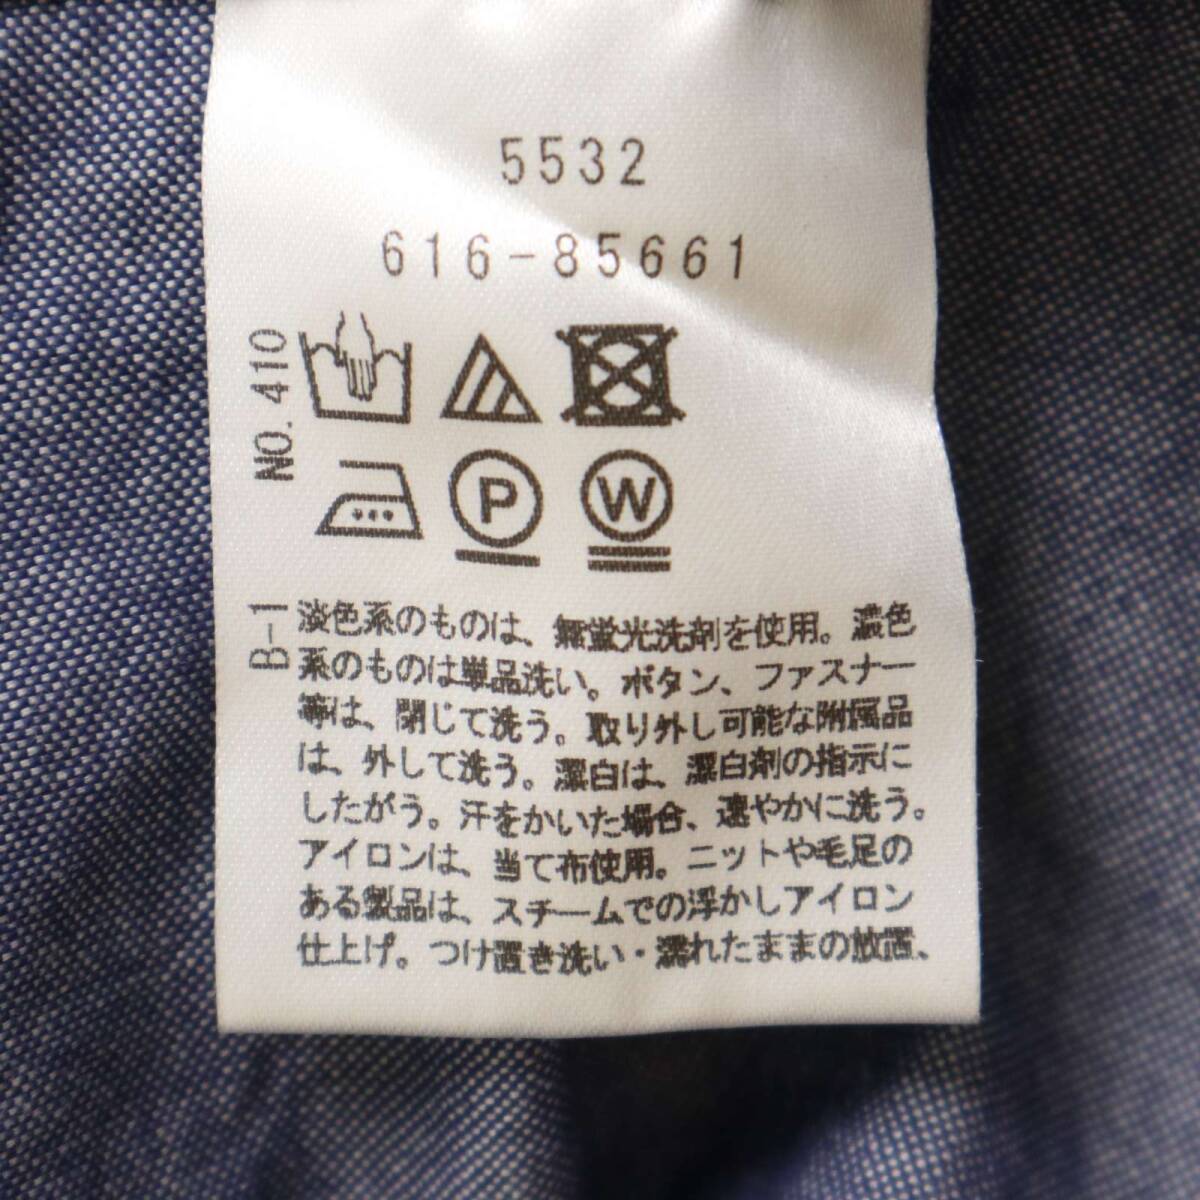 5532
616-85661
NO. 410
P
W
B-1
淡色系のものは、無蛍光洗剤を使用。濃色
系のものは単品洗い。ボタン、ファスナー
等は、閉じて洗う。取り外し可能な附属品
は、外して洗う。漂白は、漂白剤の指示に
したがう。汗をかいた場合、速やかに洗う。
アイロンは、当て布使用。ニットや毛足の
ある製品は、スチームでの浮かしアイロン
仕上げ。つけ置き洗い・濡れたままの放置、